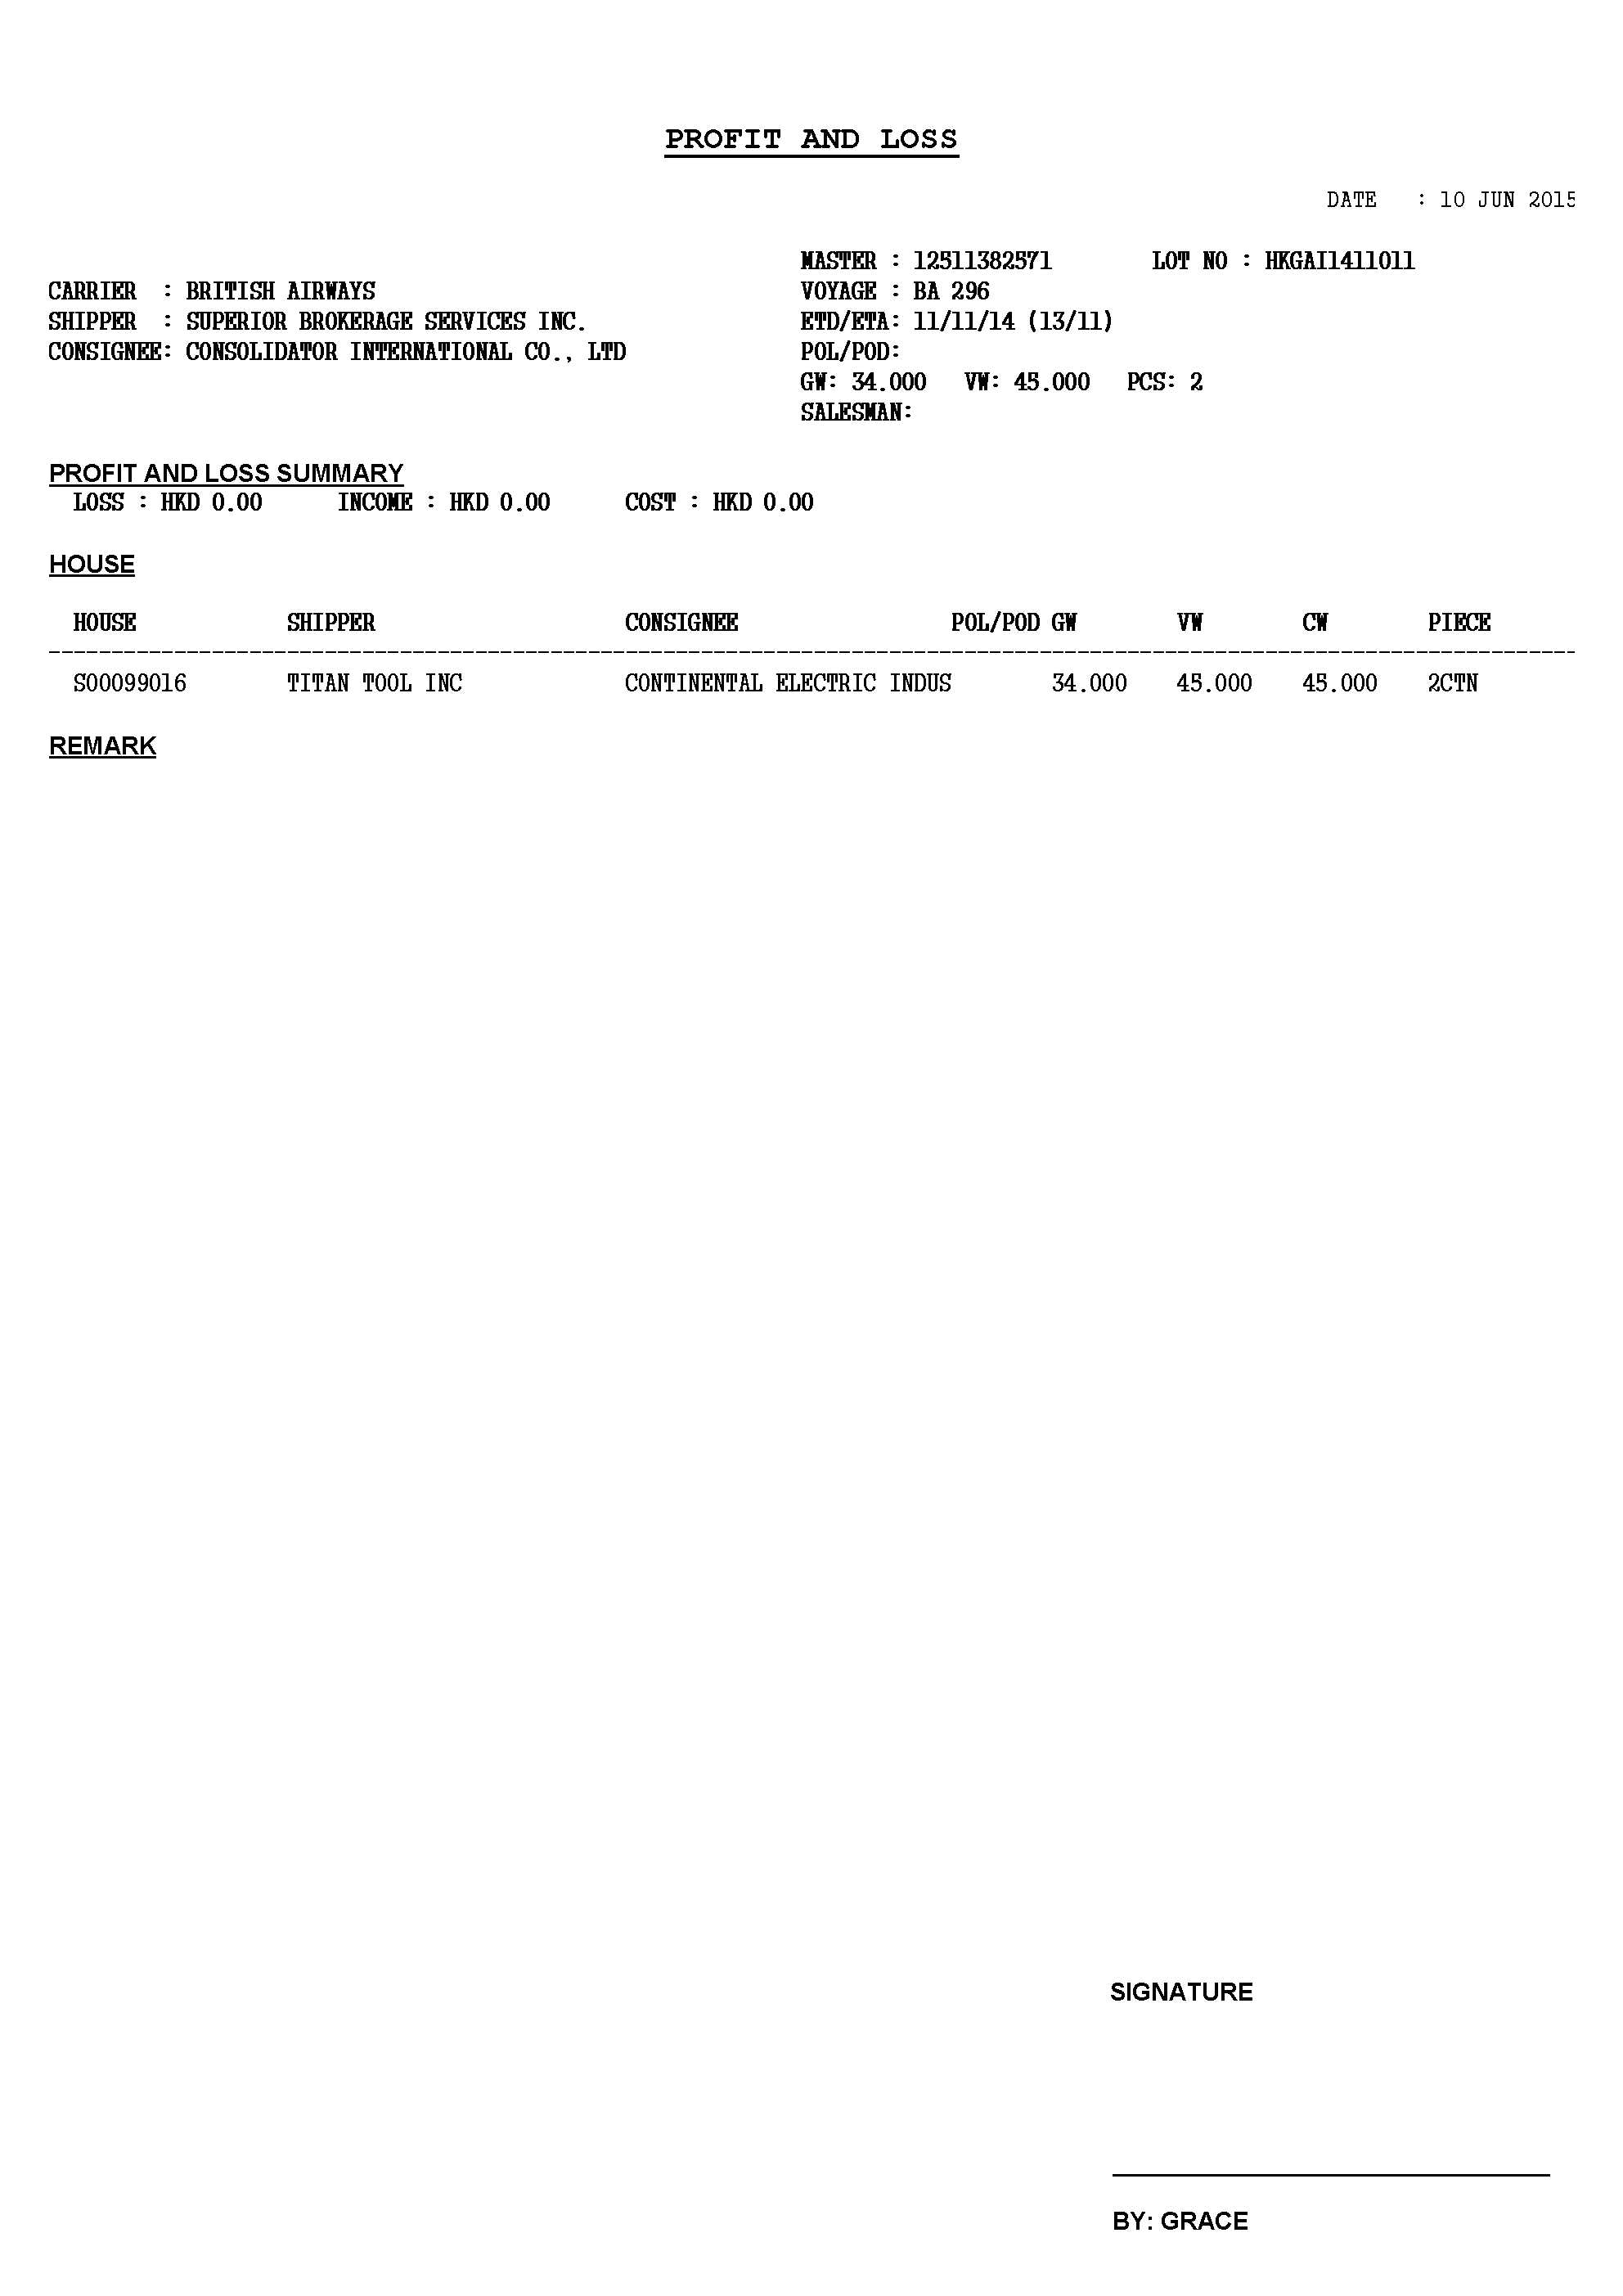 PROFIT AND LOSS
DATE : 10 JUN 2015
MASTER : 12511382571 LOT NO : HKGAI1411011
CARRIER : BRITISH AIRWAYS VOYAGE : BA 296
SHIPPER : SUPERIOR BROKERAGE SERVICES INC. ETD/ETA: 11/11/14 (13/11)
CONSIGNEE: CONSOLIDATOR INTERNATIONAL CO., LTD POL/POD:
GW: 34.000 VW: 45.000 PCS: 2
SALESMAN:
PROFIT AND LOSS SUMMARY
LOSS : HKD 0.00 INCOME : HKD 0.00 COST : HKD 0.00
HOUSE
HOUSE SHIPPER CONSIGNEE POL/POD GW VW CW PIECE
S00099016 TITAN TOOL INC CONTINENTAL ELECTRIC INDUS 34.000 45.000 45.000 2CTN
REMARK
SIGNATURE
BY: GRACE